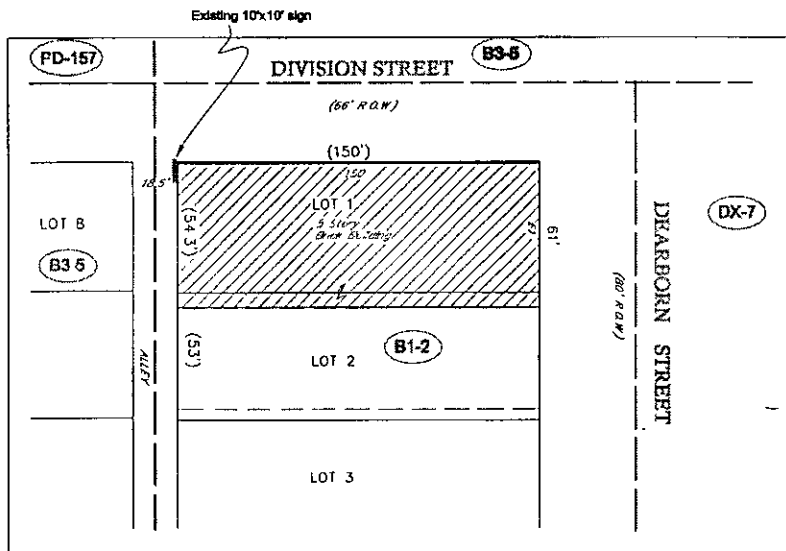 Existing 10'x10' sign
PD-157
B3-5
DIVISION STREET
(66' R.O.W)
(150')
150
18.5'
LOT 1
5 Story
Brick Building
(54.3')
61'
61'
LOT B
B3 5
DX-7
DEARBORN STREET
(80' R.O.W)
(53')
B1-2
LOT 2
ALLEY
LOT 3